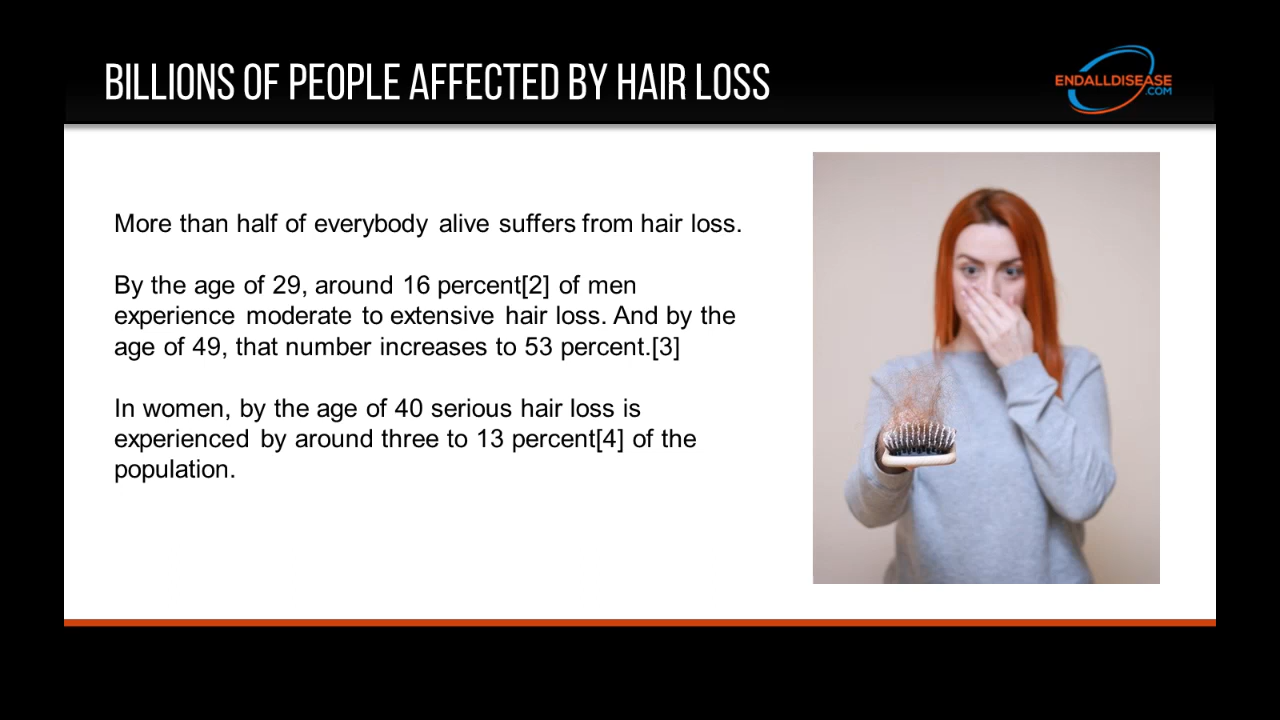 BILLIONS OF PEOPLE AFFECTED BY HAIR LOSS
ENDALLDISEASE
.COM
More than half of everybody alive suffers from hair loss.
By the age of 29, around 16 percent[2] of men
experience moderate to extensive hair loss. And by the
age of 49, that number increases to 53 percent.[3]
In women, by the age of 40 serious hair loss is
experienced by around three to 13 percent[4] of the
population.